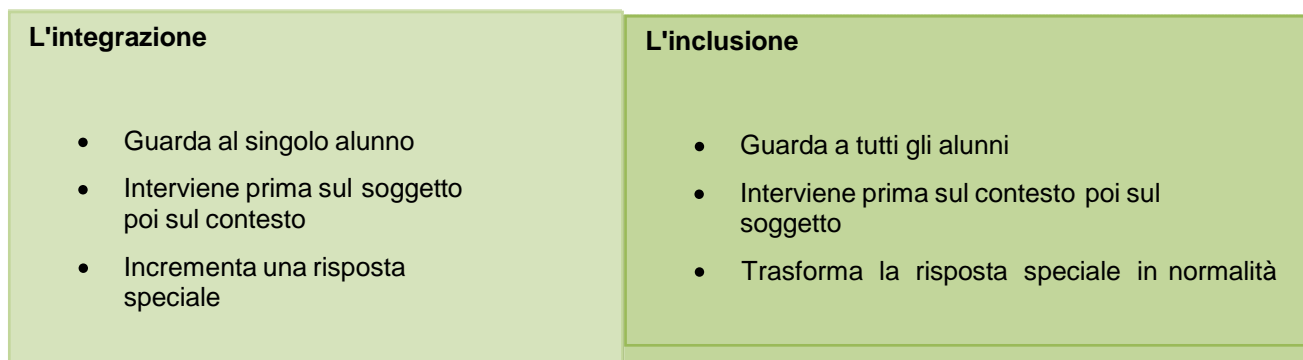 L'integrazione
• Guarda al singolo alunno
• Interviene prima sul soggetto
poi sul contesto
• Incrementa una risposta
speciale
L'inclusione
• Guarda a tutti gli alunni
• Interviene prima sul contesto poi sul
soggetto
• Trasforma la risposta speciale in normalità